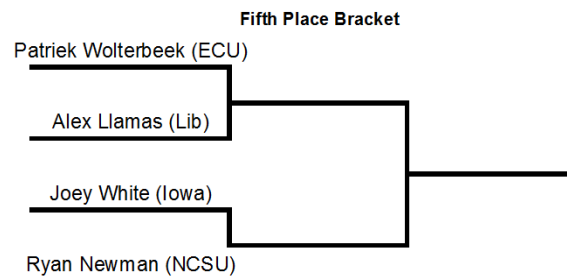 Fifth Place Bracket
Patriek Wolterbeek (ECU)
Alex Llamas (Lib)
Joey White (Iowa)
Ryan Newman (NCSU)